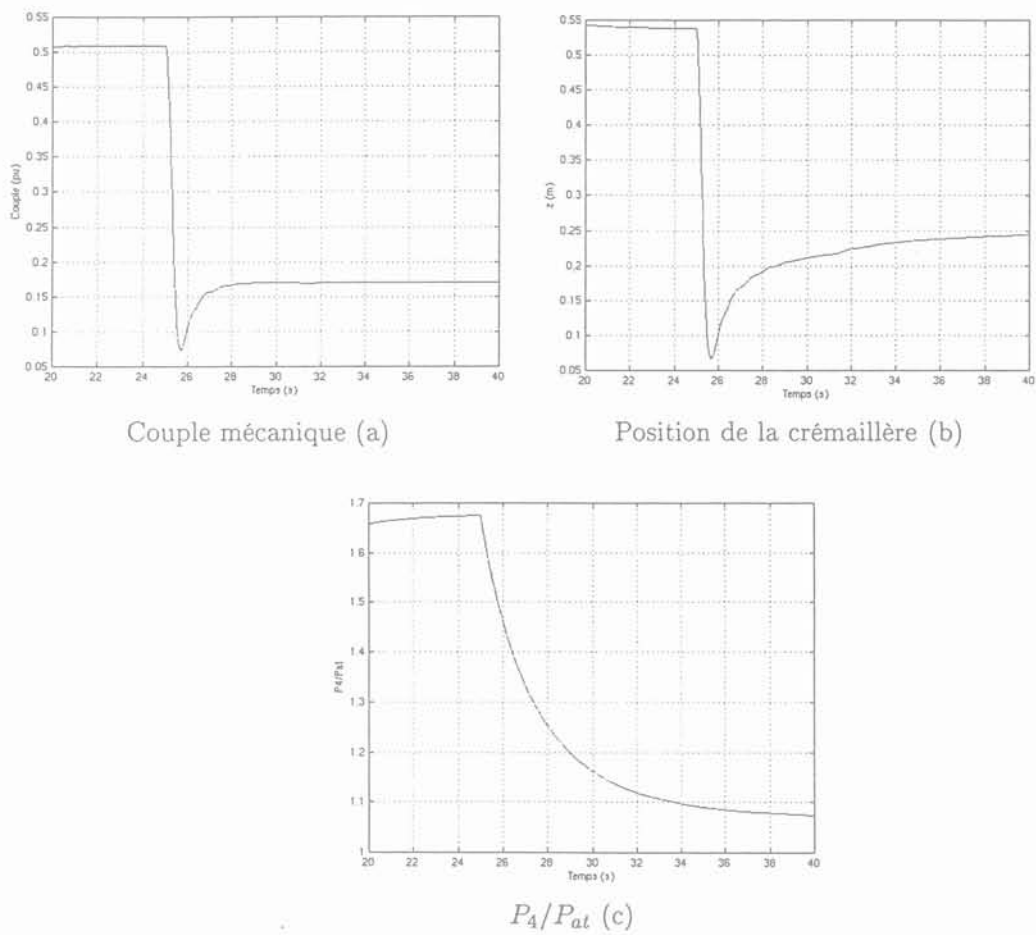 0.55
0.5
0.45
0.4
0.35
0.3
0.25
0.2
0.15
0.1
0.05
Couple (pu)
20 22 24 26 28 30 32 34 36 38 40
Temps (s)
Couple mécanique (a)
0.55
0.5
0.45
0.4
0.35
0.3
0.25
0.2
0.15
0.1
0.05
z (m)
20 22 24 26 28 30 32 34 36 38 40
Temps (s)
Position de la crémaillère (b)
1.7
1.6
1.5
1.4
1.3
1.2
1.1
1
P4/Pat
20 22 24 26 28 30 32 34 36 38 40
Temps (s)
P₄/Pₐₜ (c)